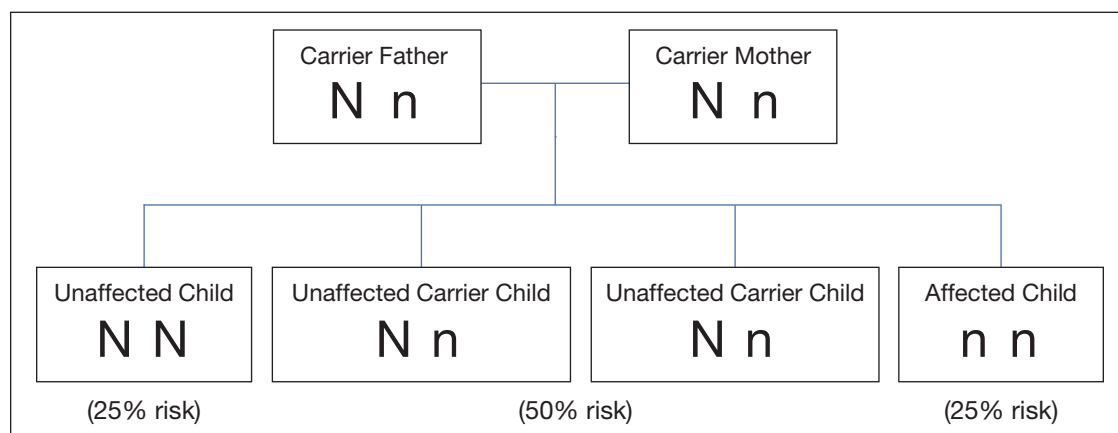 Carrier Father
N n
Carrier Mother
N n
Unaffected Child
N N
Unaffected Carrier Child
N n
Unaffected Carrier Child
N n
Affected Child
n n
(25% risk)
(50% risk)
(25% risk)